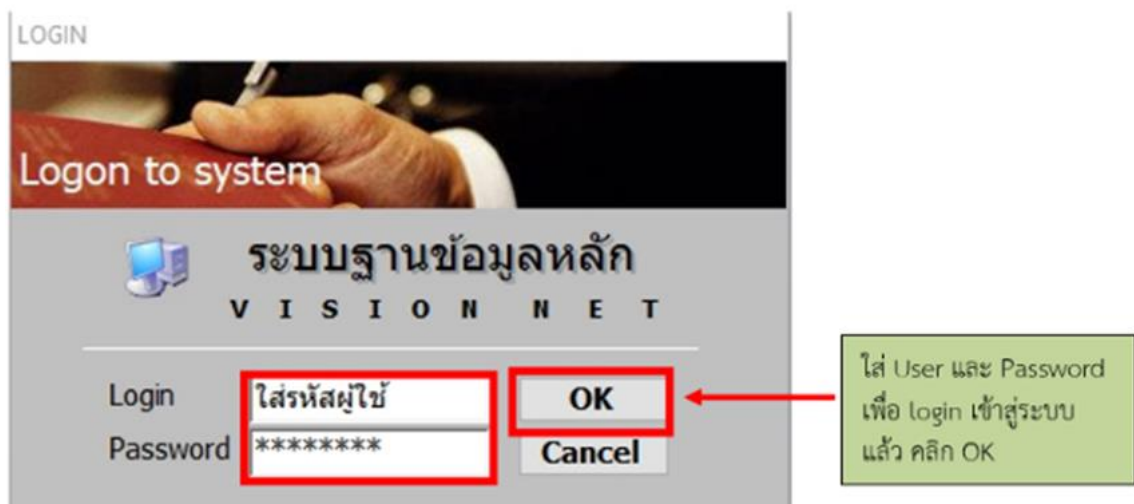 LOGIN
Logon to system
ระบบฐานข้อมูลหลัก
V I S I O N N E T
Login ใส่รหัสผู้ใช้ OK
Password ******** Cancel
ใส่ User และ Password
เพื่อ login เข้าสู่ระบบ
แล้ว คลิก OK